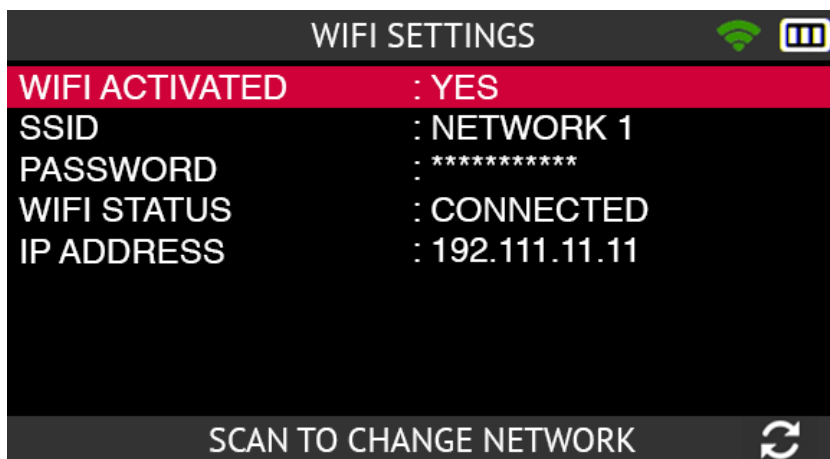 WIFI SETTINGS
WIFI ACTIVATED : YES
SSID : NETWORK 1
PASSWORD : ***********
WIFI STATUS : CONNECTED
IP ADDRESS : 192.111.11.11
SCAN TO CHANGE NETWORK